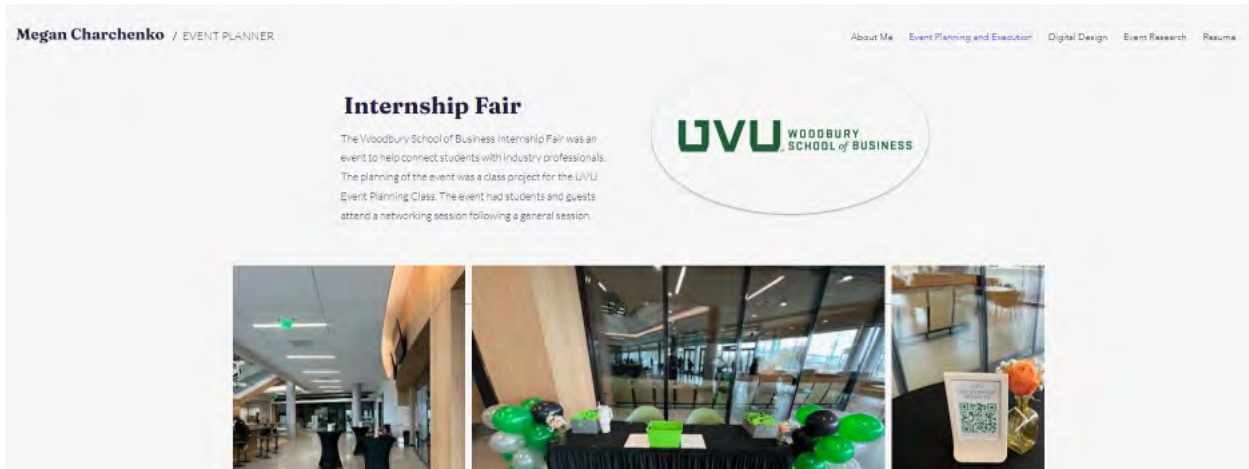 Megan Charchenko / EVENT PLANNER
About Me Event Planning and Execution Digital Design Event Research Resume
Internship Fair
The Woodbury School of Business Internship Fair was an
event to help connect students with industry professionals.
The planning of the event was a class project for the UVU
Event Planning Class. The event had students and guests
attend a networking session following a general session.
UVU WOODBURY
SCHOOL of BUSINESS
UVU
INTERNSHIP